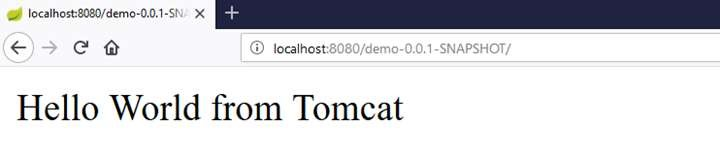 localhost:8080/demo-0.0.1-SNA
localhost:8080/demo-0.0.1-SNAPSHOT/
Hello World from Tomcat